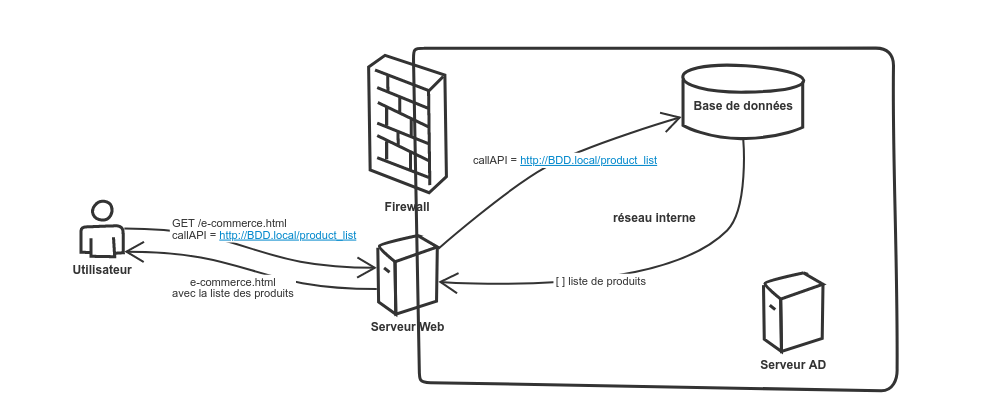 Base de données
callAPI = http://BDD.local/product_list
Firewall
réseau interne
GET /e-commerce.html
callAPI = http://BDD.local/product_list
Utilisateur
e-commerce.html
avec la liste des produits
[ ] liste de produits
Serveur Web
Serveur AD